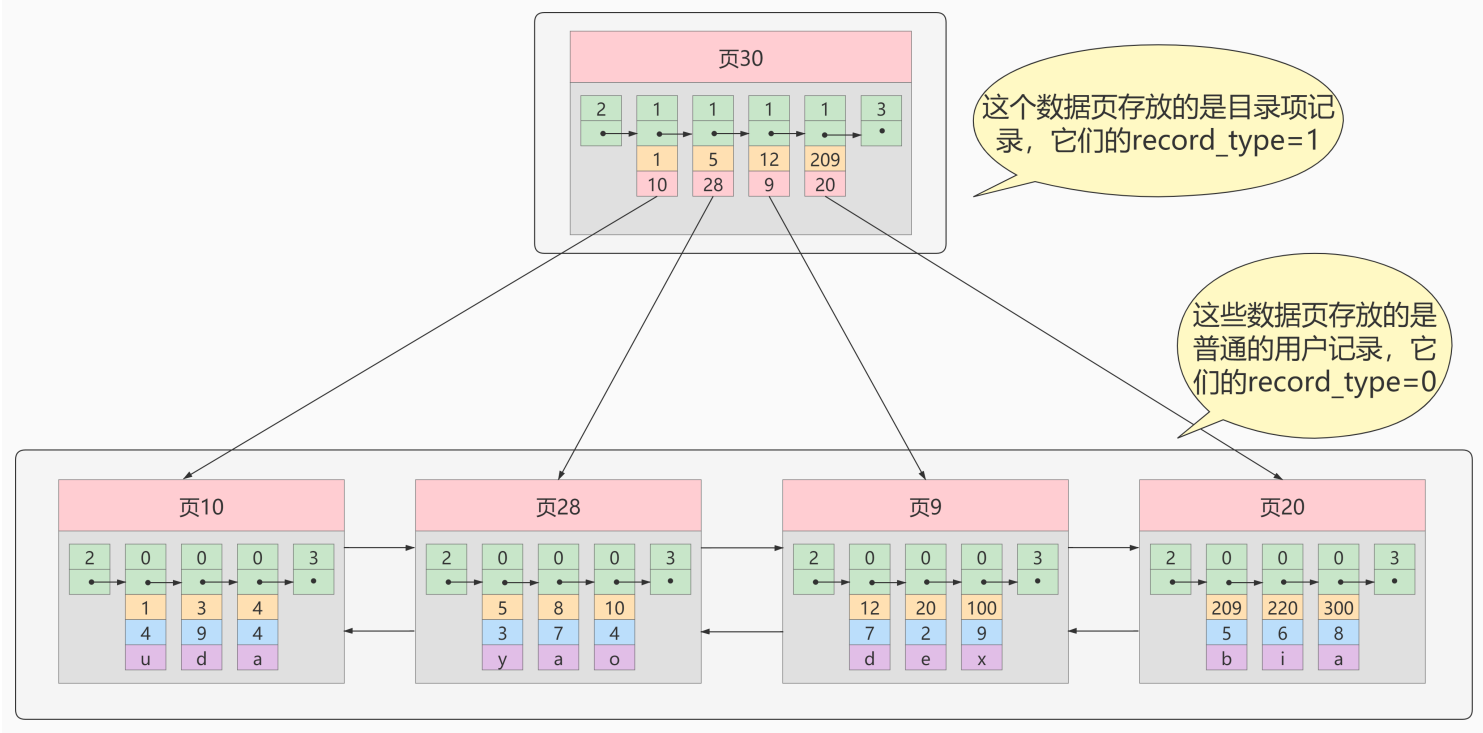 页30
2 1 1 1 1 3
1 5 12 209
10 28 9 20
这个数据页存放的是目录项记
录，它们的record_type=1
这些数据页存放的是
普通的用户记录，它
们的record_type=0
页10
2 0 0 0 3
1 3 4
4 9 4
u d a
页28
2 0 0 0 3
5 8 10
3 7 4
y a o
页9
2 0 0 0 3
12 20 100
7 2 9
d e x
页20
2 0 0 0 3
209 220 300
5 6 8
b i a